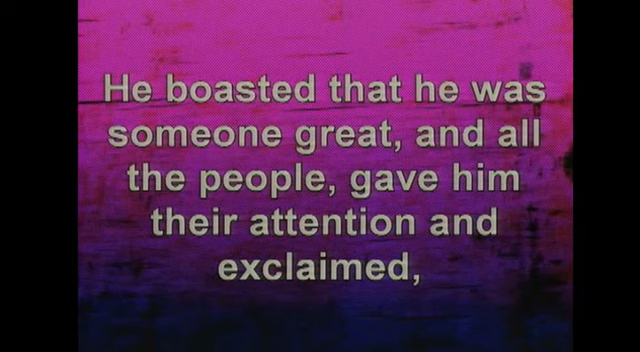 He boasted that he was
someone great, and all
the people, gave him
their attention and
exclaimed,